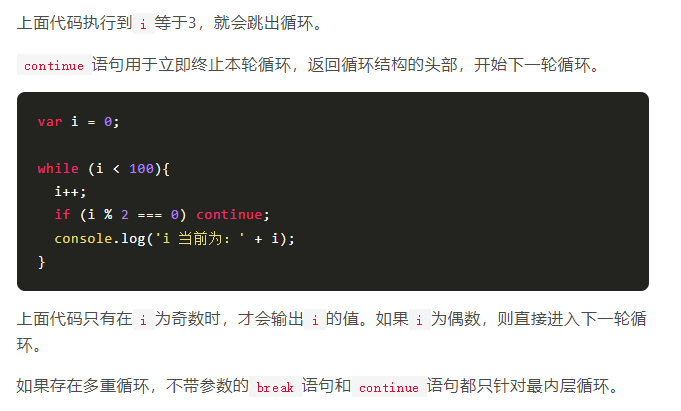 上面代码执行到 i 等于3，就会跳出循环。
continue 语句用于立即终止本轮循环，返回循环结构的头部，开始下一轮循环。
var i = 0;
while (i < 100){
  i++;
  if (i % 2 === 0) continue;
  console.log('i 当前为：' + i);
}
上面代码只有在 i 为奇数时，才会输出 i 的值。如果 i 为偶数，则直接进入下一轮循
环。
如果存在多重循环，不带参数的 break 语句和 continue 语句都只针对最内层循环。